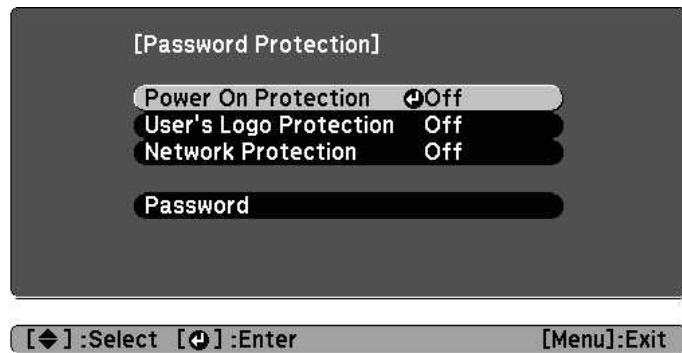 [Password Protection]
Power On Protection Off
User's Logo Protection Off
Network Protection Off
Password
[◆] :Select [⏎] :Enter [Menu]:Exit